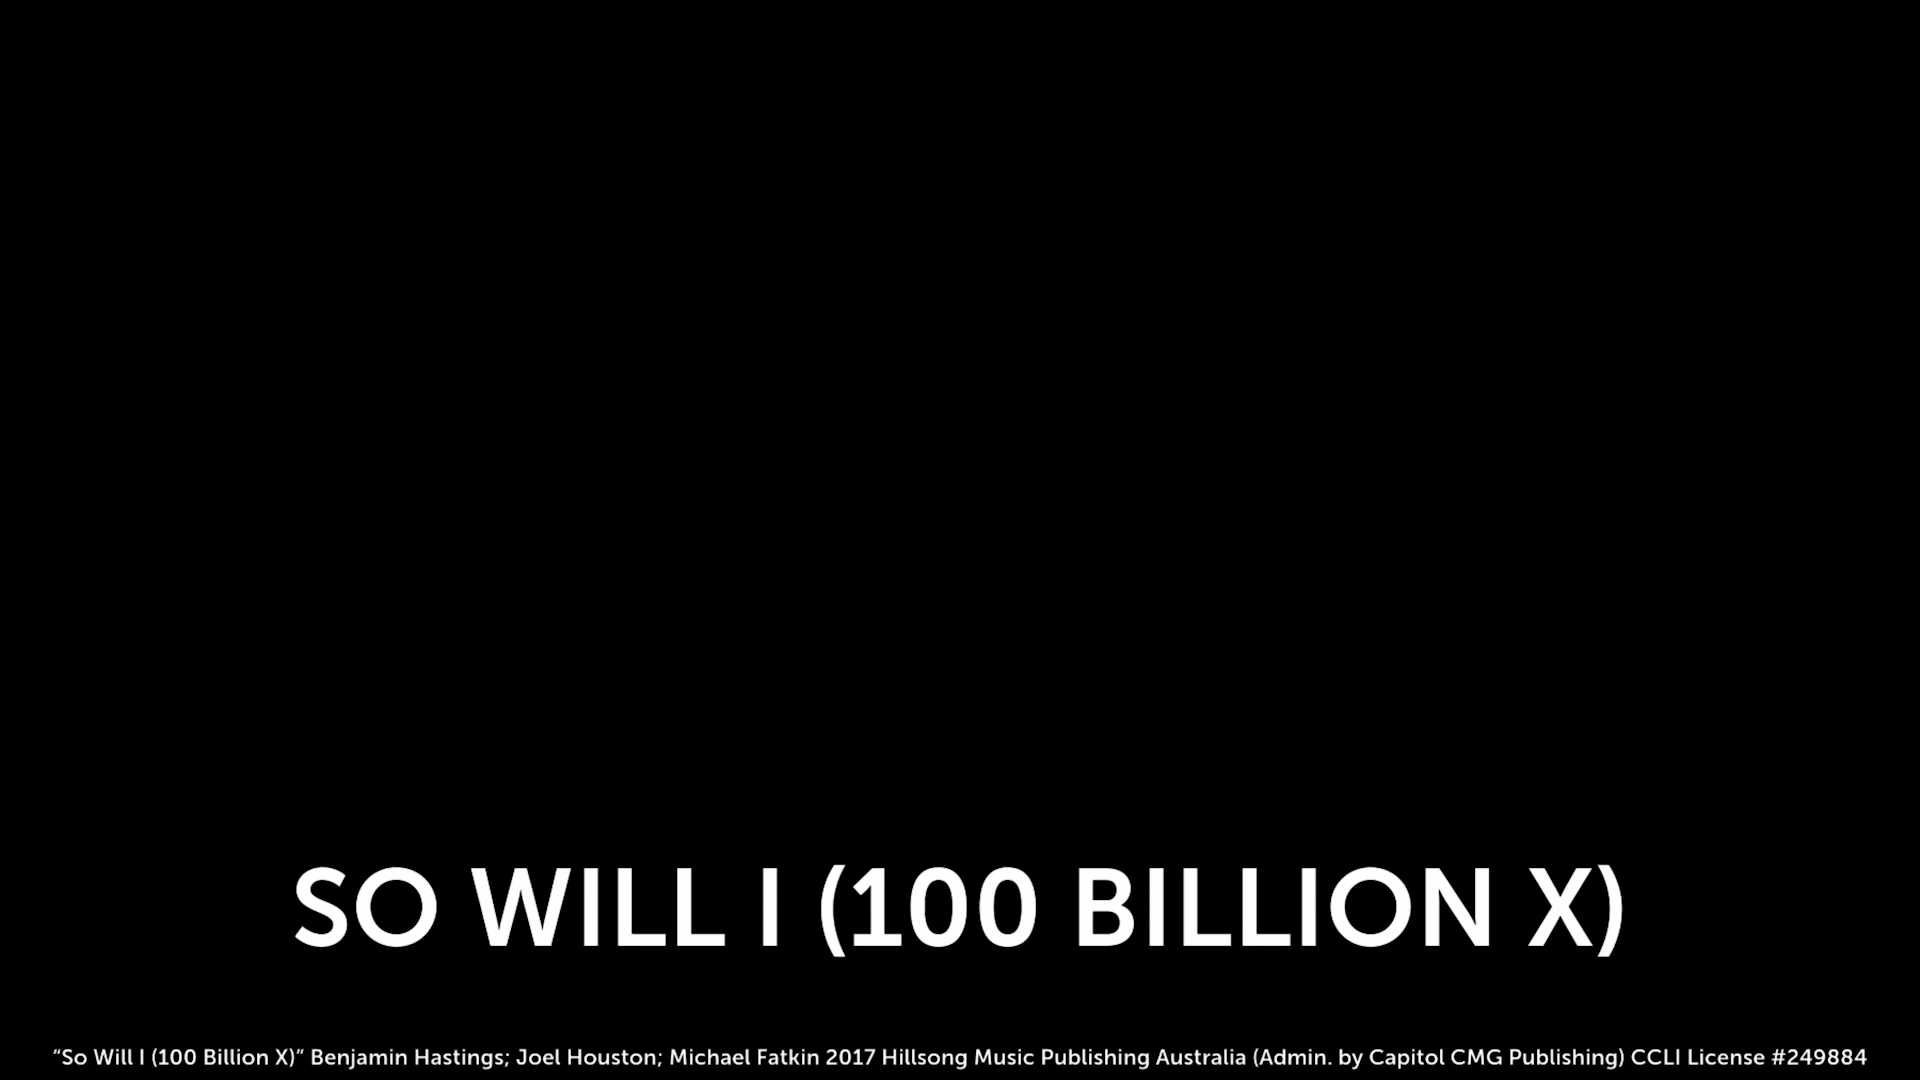 SO WILL I (100 BILLION X)
“So Will I (100 Billion X)” Benjamin Hastings; Joel Houston; Michael Fatkin 2017 Hillsong Music Publishing Australia (Admin. by Capitol CMG Publishing) CCLI License #249884